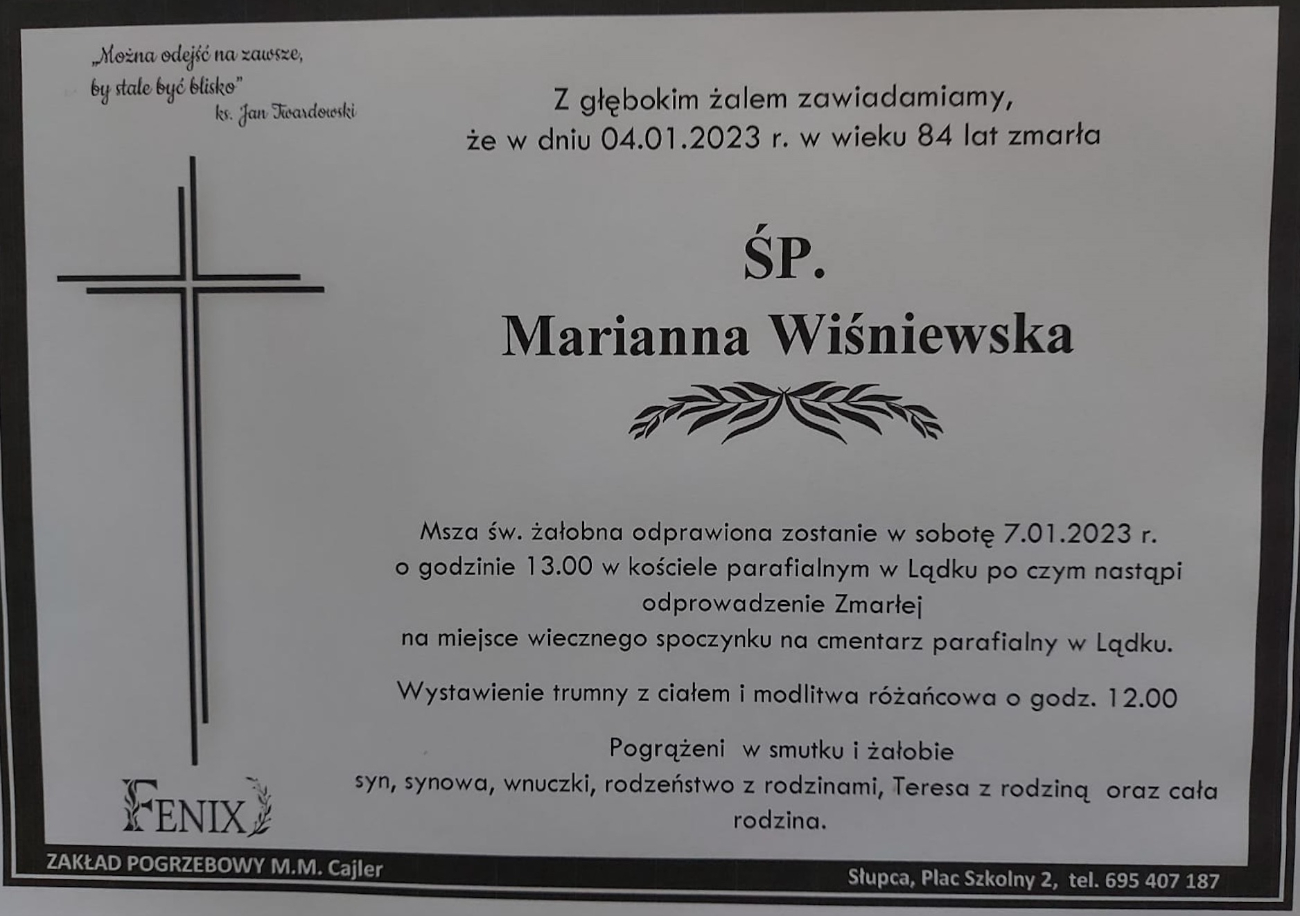 „Można odejść na zawsze,
by stale być blisko”
ks. Jan Twardowski
Z głębokim żalem zawiadamiamy,
że w dniu 04.01.2023 r. w wieku 84 lat zmarła
ŚP.
Marianna Wiśniewska
Msza św. żałobna odprawiona zostanie w sobotę 7.01.2023 r.
o godzinie 13.00 w kościele parafialnym w Lądku po czym nastąpi
odprowadzenie Zmarłej
na miejsce wiecznego spoczynku na cmentarz parafialny w Lądku.
Wystawienie trumny z ciałem i modlitwa różańcowa o godz. 12.00
Pogrążeni w smutku i żałobie
syn, synowa, wnuczki, rodzeństwo z rodzinami, Teresa z rodziną oraz cała
rodzina.
FENIX
ZAKŁAD POGRZEBOWY M.M. Cajler
Słupca, Plac Szkolny 2, tel. 695 407 187